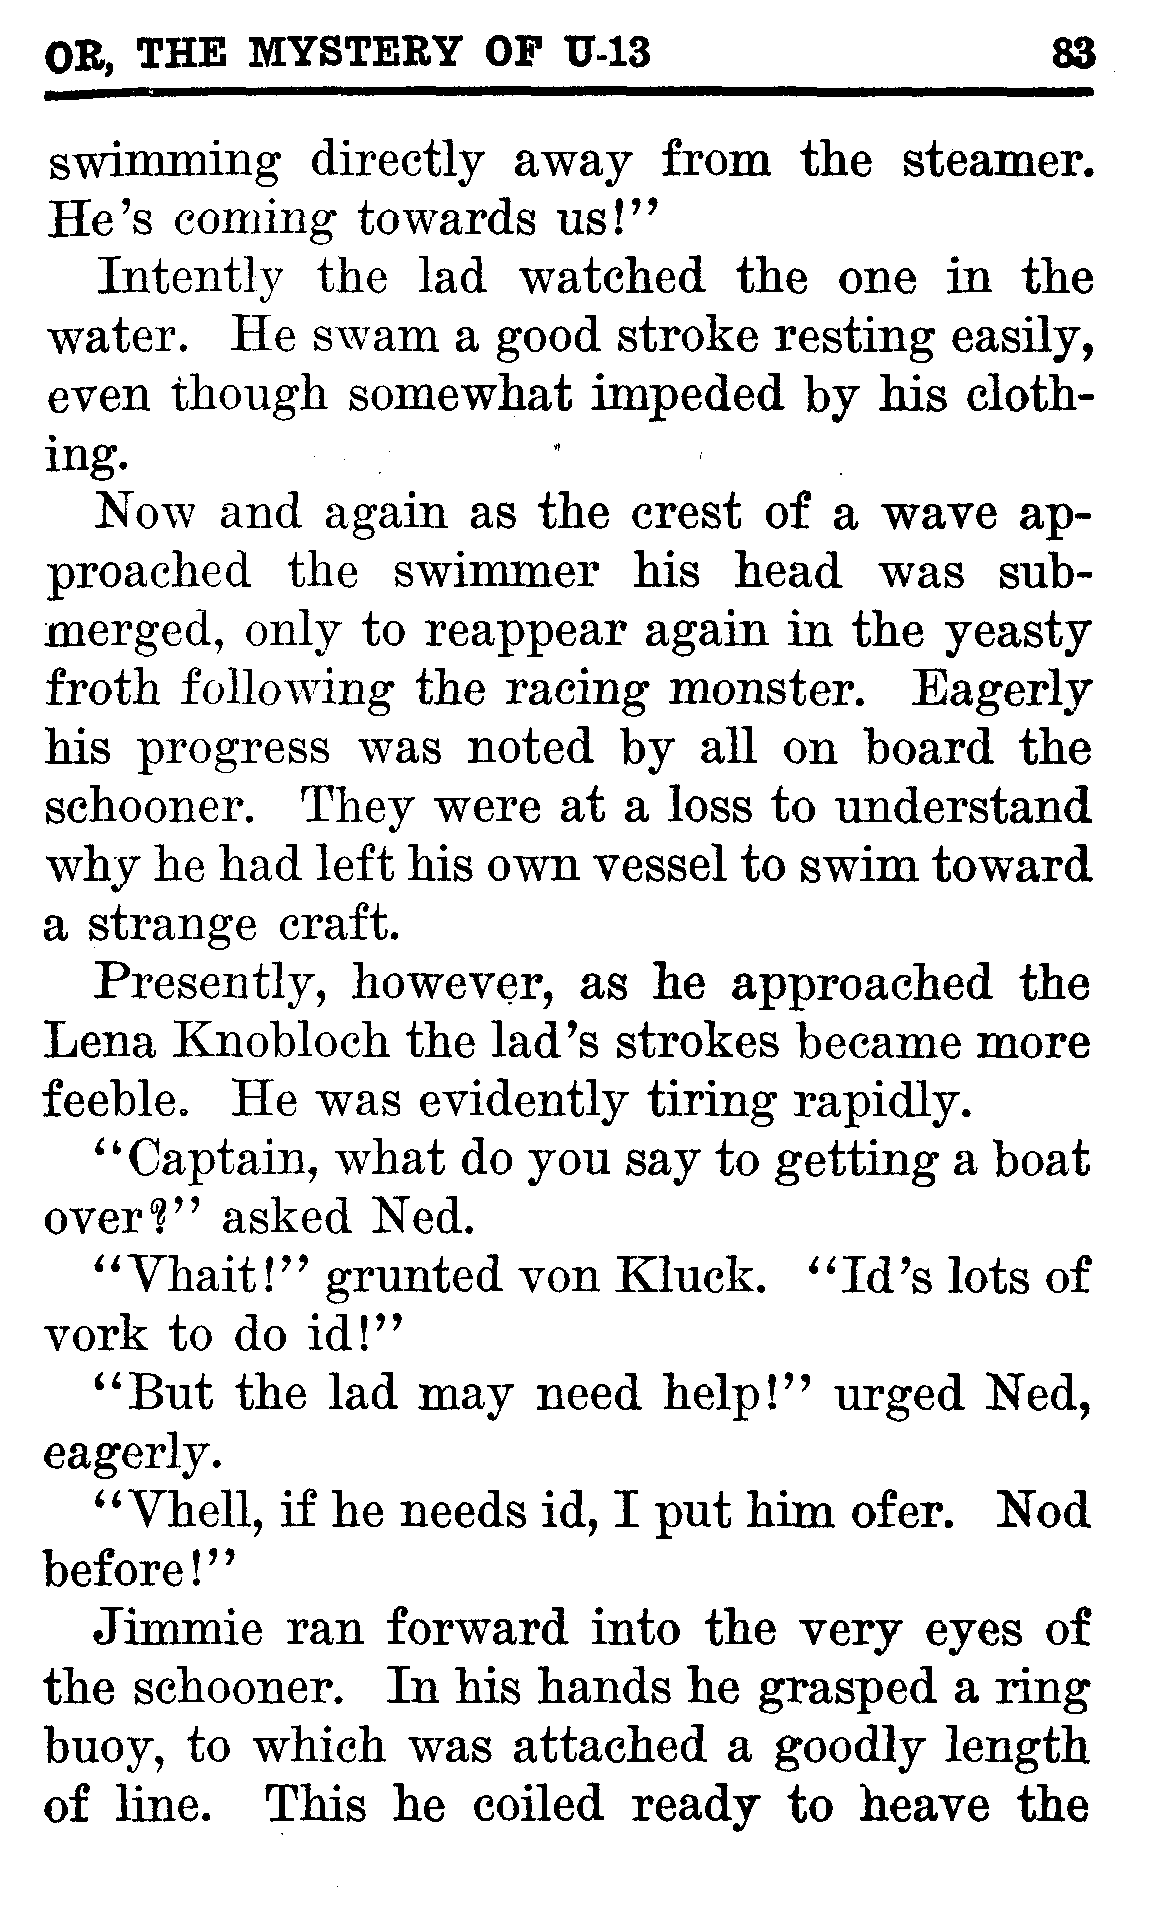 OR, THE MYSTERY OF U-13 83
swimming directly away from the steamer.
He's coming towards us!"
Intently the lad watched the one in the
water. He swam a good stroke resting easily,
even though somewhat impeded by his cloth-
ing.
Now and again as the crest of a wave ap-
proached the swimmer his head was sub-
merged, only to reappear again in the yeasty
froth following the racing monster. Eagerly
his progress was noted by all on board the
schooner. They were at a loss to understand
why he had left his own vessel to swim toward
a strange craft.
Presently, however, as he approached the
Lena Knobloch the lad's strokes became more
feeble. He was evidently tiring rapidly.
"Captain, what do you say to getting a boat
over?" asked Ned.
"Vhait!" grunted von Kluck. "Id's lots of
vork to do id!"
"But the lad may need help!" urged Ned,
eagerly.
"Vhell, if he needs id, I put him ofer. Nod
before!"
Jimmie ran forward into the very eyes of
the schooner. In his hands he grasped a ring
buoy, to which was attached a goodly length
of line. This he coiled ready to heave the